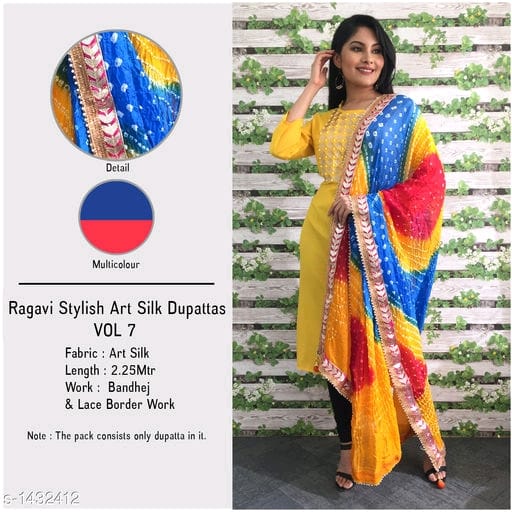 Detail
Multicolour
Ragavi Stylish Art Silk Dupattas
VOL 7
Fabric : Art Silk
Length : 2.25Mtr
Work : Bandhej
& Lace Border Work
Note : The pack consists only dupatta in it.
s-1432412